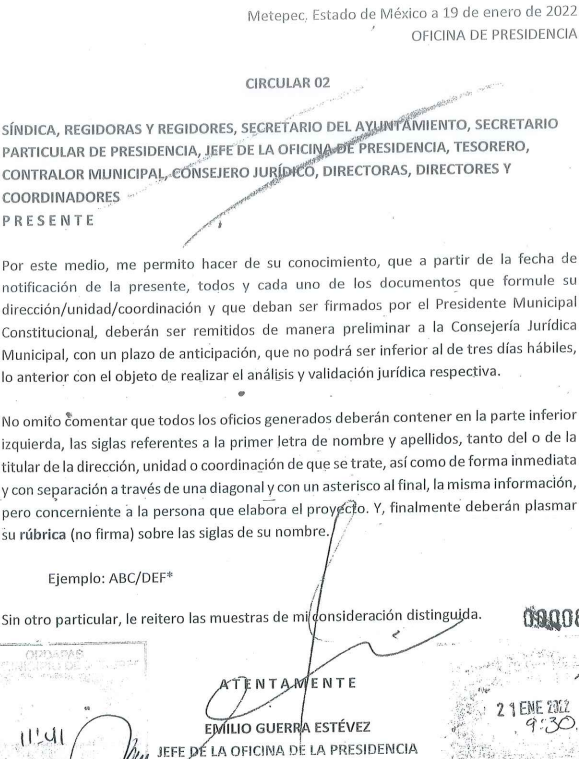 Metepec, Estado de México a 19 de enero de 2022
OFICINA DE PRESIDENCIA
CIRCULAR 02
SÍNDICA, REGIDORAS Y REGIDORES, SECRETARIO DEL AYUNTAMIENTO, SECRETARIO
PARTICULAR DE PRESIDENCIA, JEFE DE LA OFICINA DE PRESIDENCIA, TESORERO,
CONTRALOR MUNICIPAL, CONSEJERO JURÍDICO, DIRECTORAS, DIRECTORES Y
COORDINADORES
P R E S E N T E
Por este medio, me permito hacer de su conocimiento, que a partir de la fecha de
notificación de la presente, todos y cada uno de los documentos que formule su
dirección/unidad/coordinación y que deban ser firmados por el Presidente Municipal
Constitucional, deberán ser remitidos de manera preliminar a la Consejería Jurídica
Municipal, con un plazo de anticipación, que no podrá ser inferior al de tres días hábiles,
lo anterior con el objeto de realizar el análisis y validación jurídica respectiva.
No omito comentar que todos los oficios generados deberán contener en la parte inferior
izquierda, las siglas referentes a la primer letra de nombre y apellidos, tanto del o de la
titular de la dirección, unidad o coordinación de que se trate, así como de forma inmediata
y con separación a través de una diagonal y con un asterisco al final, la misma información,
pero concerniente a la persona que elabora el proyecto. Y, finalmente deberán plasmar
su rúbrica (no firma) sobre las siglas de su nombre.
Ejemplo: ABC/DEF*
Sin otro particular, le reitero las muestras de mi consideración distinguida.
A T E N T A M E N T E
21 ENE 2022
9:30
EMILIO GUERRA ESTÉVEZ
11:41
JEFE DE LA OFICINA DE LA PRESIDENCIA